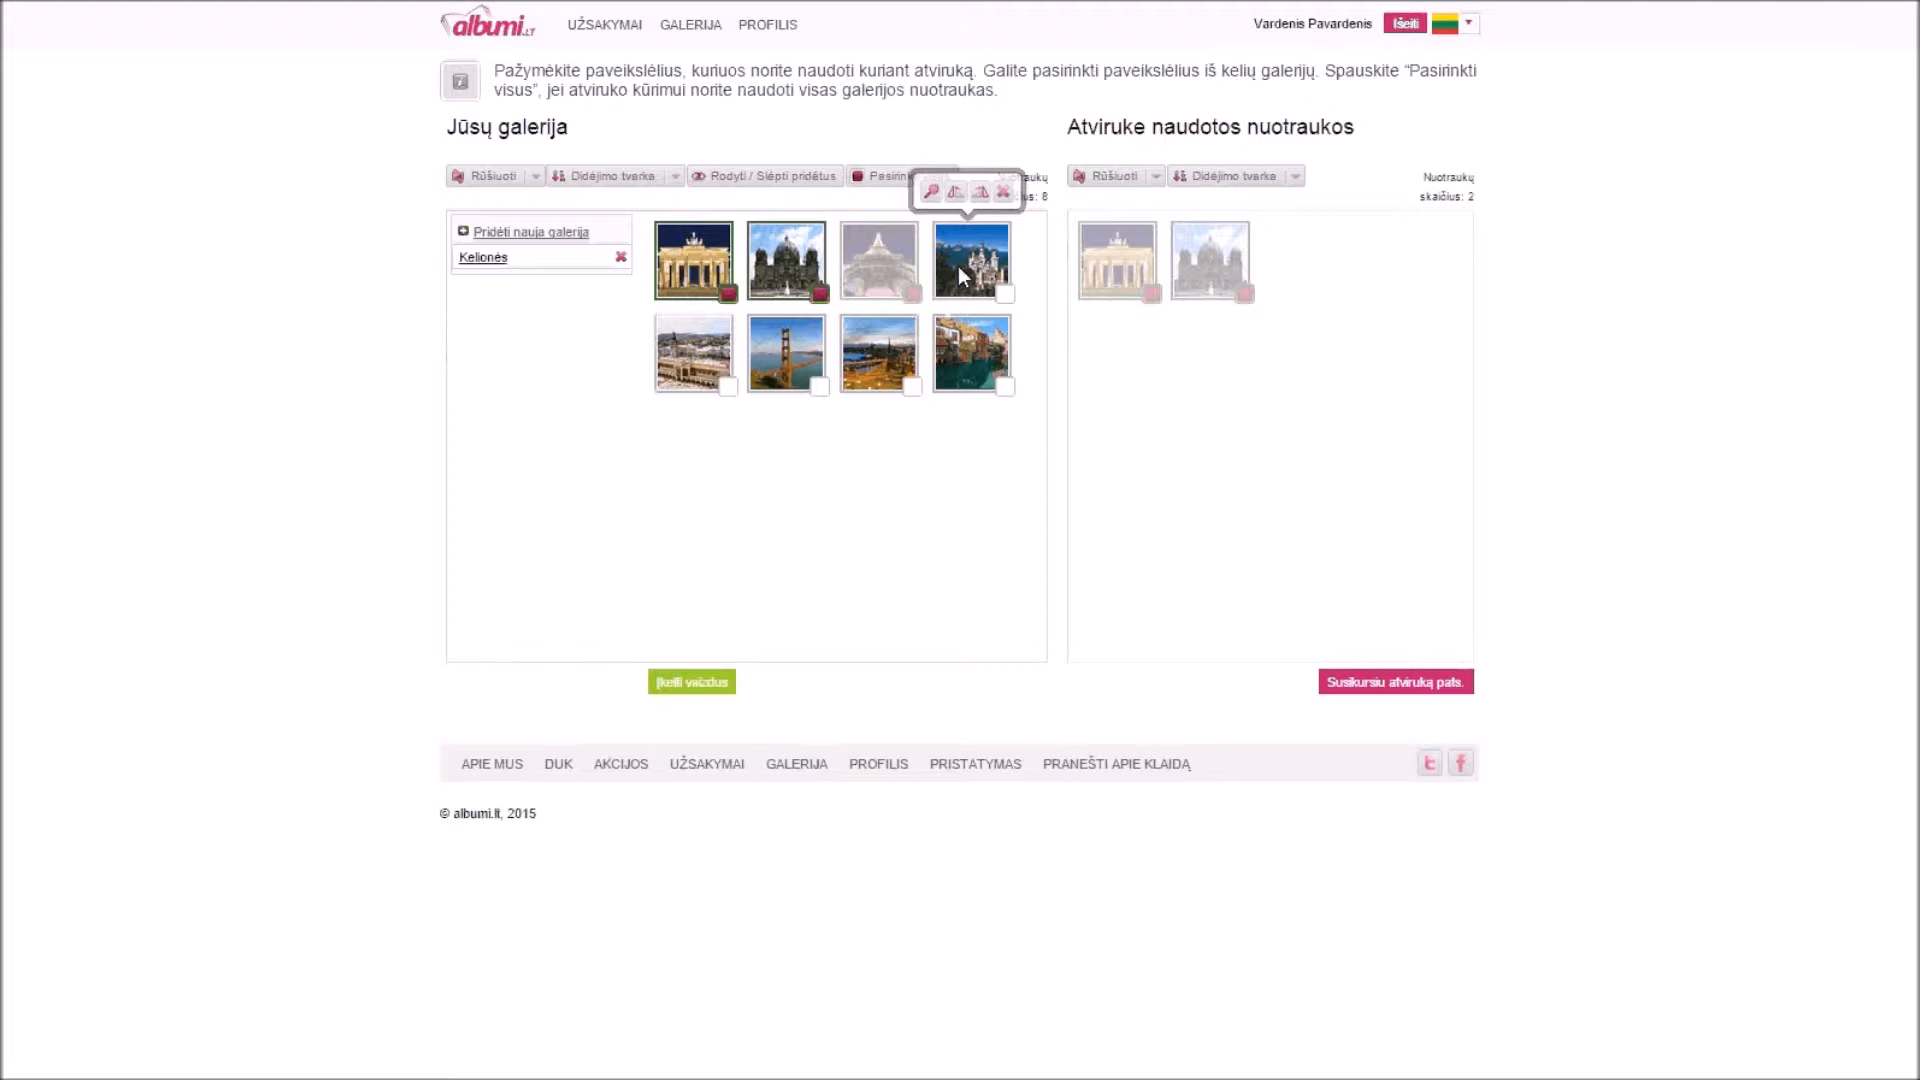 albumi.LT UŽSAKYMAI GALERIJA PROFILIS Vardenis Pavardenis Išeiti
Pažymėkite paveikslėlius, kuriuos norite naudoti kuriant atviruką. Galite pasirinkti paveikslėlius iš kelių galerijų. Spauskite “Pasirinkti
visus”, jei atviruko kūrimui norite naudoti visas galerijos nuotraukas.
Jūsų galerija
Atviruke naudotos nuotraukos
Rūšiuoti Didėjimo tvarka Rodyti / Slėpti pridėtus
Rūšiuoti Didėjimo tvarka
Nuotraukų
skaičius: 2
Pridėti nauja galerija
Kelionės
Įkelti vaizdus
Susikursiu atviruką pats.
APIE MUS DUK AKCIJOS UŽSAKYMAI GALERIJA PROFILIS PRISTATYMAS PRANEŠTI APIE KLAIDĄ
© albumi.lt, 2015